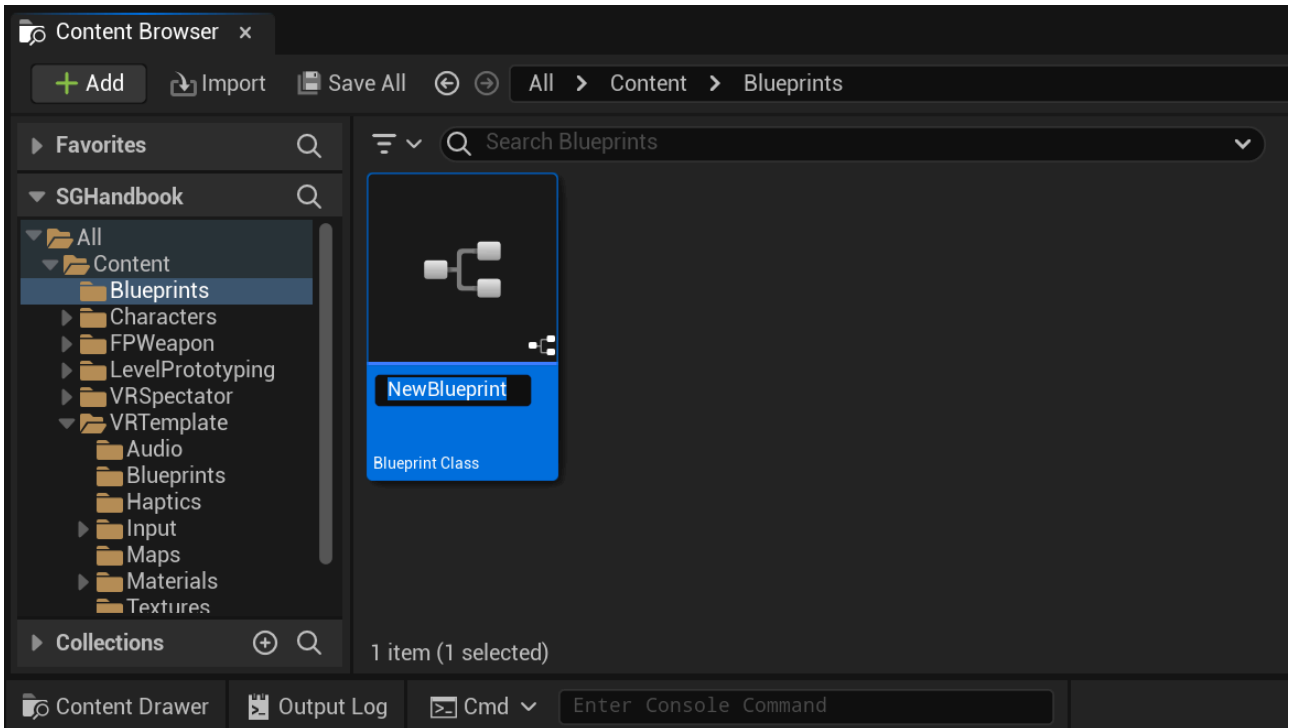 Content Browser
Add Import Save All All Content Blueprints
Favorites
Search Blueprints
SGHandbook
All
Content
Blueprints
Characters
FPWeapon
LevelPrototyping
VRSpectator
VRTemplate
Audio
Blueprints
Haptics
Input
Maps
Materials
Textures
Collections
NewBlueprint
Blueprint Class
1 item (1 selected)
Content Drawer Output Log Cmd Enter Console Command